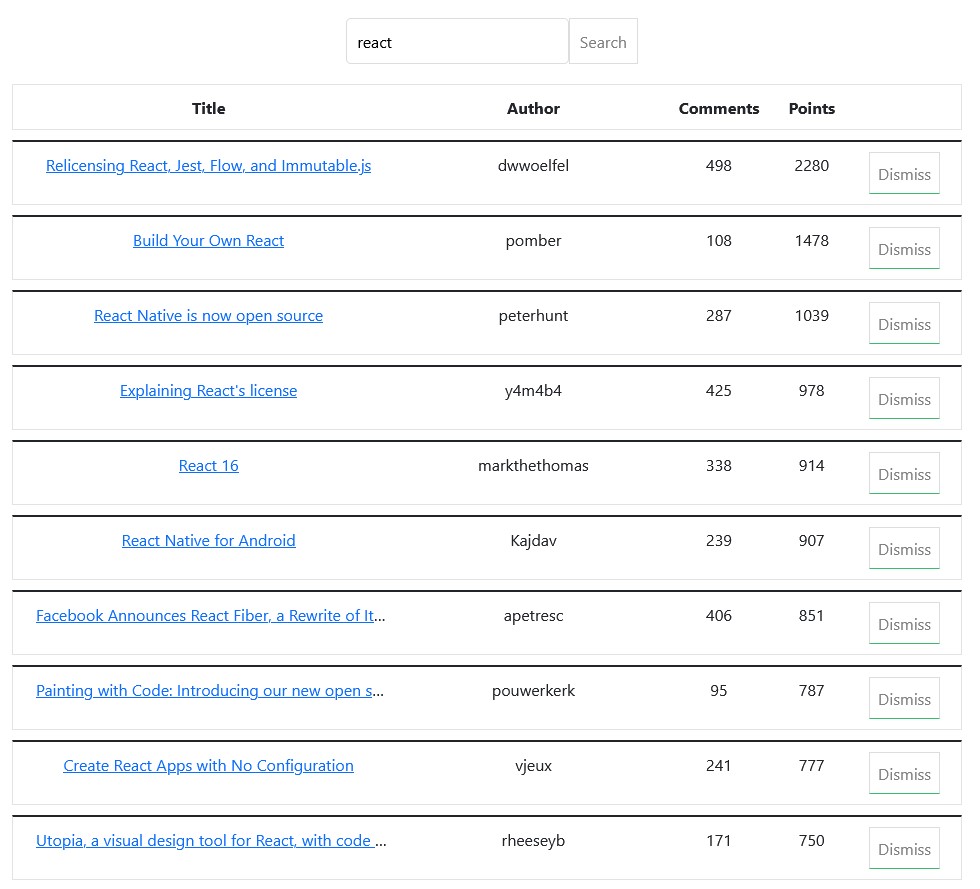 react Search
Title Author Comments Points
Relicensing React, Jest, Flow, and Immutable.js dwwoelfel 498 2280 Dismiss
Build Your Own React pomber 108 1478 Dismiss
React Native is now open source peterhunt 287 1039 Dismiss
Explaining React's license y4m4b4 425 978 Dismiss
React 16 markthethomas 338 914 Dismiss
React Native for Android Kajdav 239 907 Dismiss
Facebook Announces React Fiber, a Rewrite of It... apetresc 406 851 Dismiss
Painting with Code: Introducing our new open s... pouwerkerk 95 787 Dismiss
Create React Apps with No Configuration vjeux 241 777 Dismiss
Utopia, a visual design tool for React, with code ... rheeseyb 171 750 Dismiss